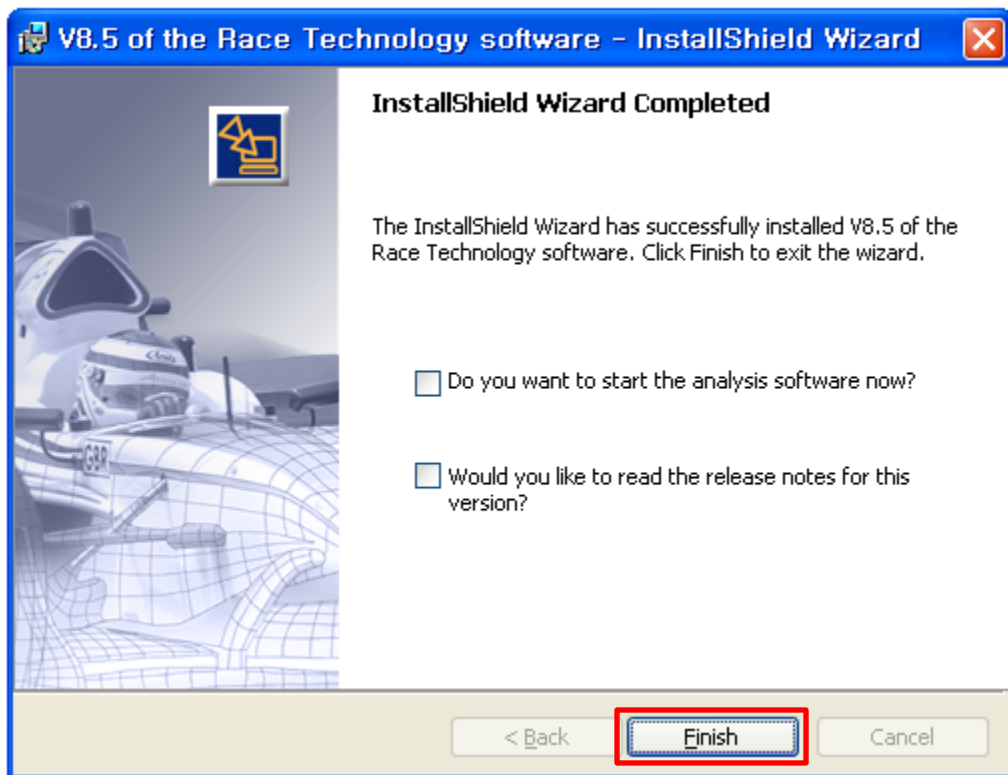 V8.5 of the Race Technology software - InstallShield Wizard
InstallShield Wizard Completed
The InstallShield Wizard has successfully installed V8.5 of the
Race Technology software. Click Finish to exit the wizard.
Do you want to start the analysis software now?
Would you like to read the release notes for this
version?
GBR
< Back
Finish
Cancel